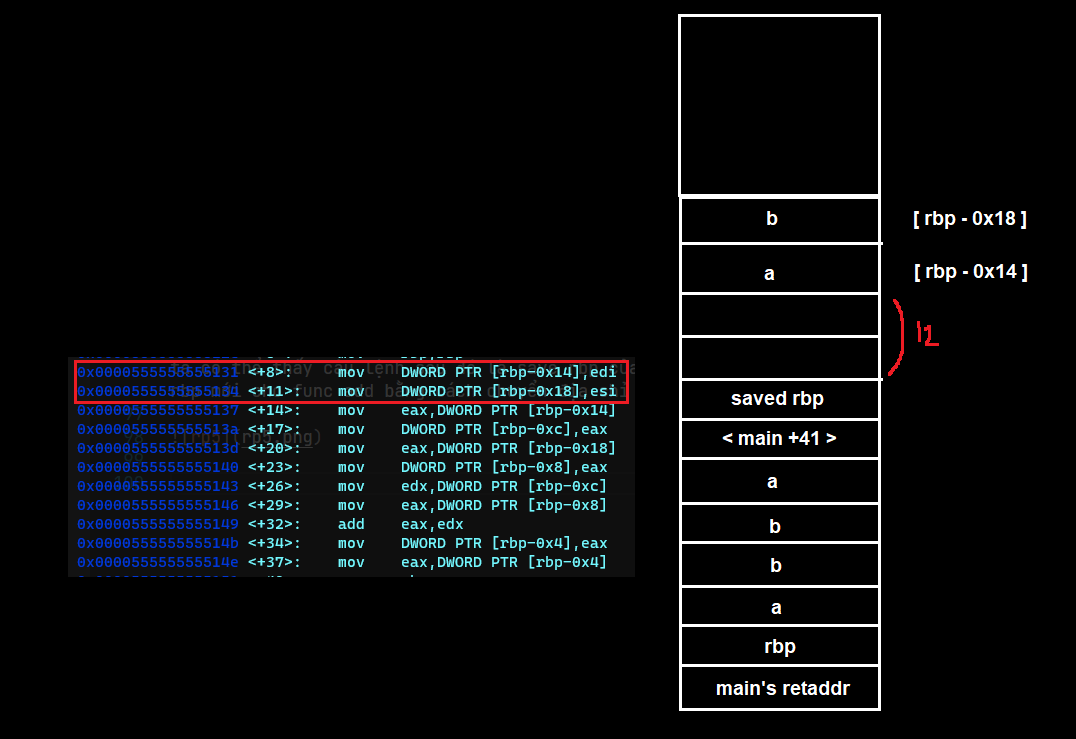 b [ rbp - 0x18 ]
a [ rbp - 0x14 ]
12
saved rbp
< main +41 >
a
b
b
a
rbp
main's retaddr
<+8>: mov DWORD PTR [rbp-0x14],edi
<+11>: mov DWORD PTR [rbp-0x18],esi
0x0000555555555137 <+14>: mov eax,DWORD PTR [rbp-0x14]
0x000055555555513a <+17>: mov DWORD PTR [rbp-0xc],eax
0x000055555555513d <+20>: mov eax,DWORD PTR [rbp-0x18]
0x0000555555555140 <+23>: mov DWORD PTR [rbp-0x8],eax
0x0000555555555143 <+26>: mov edx,DWORD PTR [rbp-0xc]
0x0000555555555146 <+29>: mov eax,DWORD PTR [rbp-0x8]
0x0000555555555149 <+32>: add eax,edx
0x000055555555514b <+34>: mov DWORD PTR [rbp-0x4],eax
0x000055555555514e <+37>: mov eax,DWORD PTR [rbp-0x4]